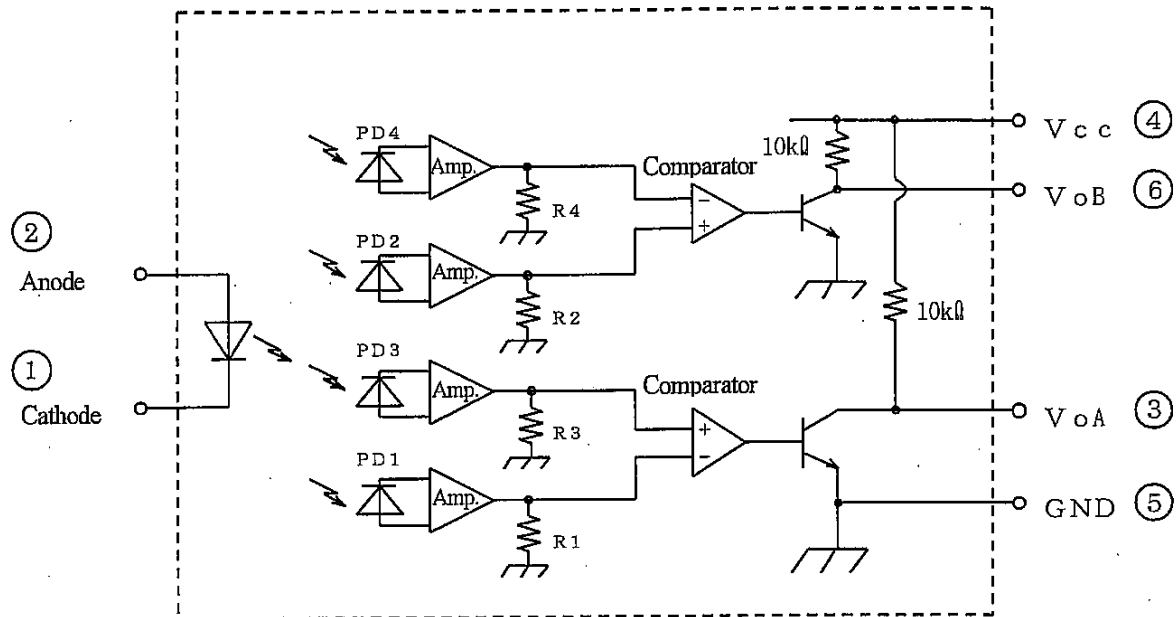 PD4
Amp.
R4
Comparator
−
+
10kΩ
Vcc ④
VoB ⑥
② 
Anode
PD2
Amp.
R2
10kΩ
① 
Cathode
PD3
Amp.
R3
Comparator
+
−
VoA ③
PD1
Amp.
R1
GND ⑤